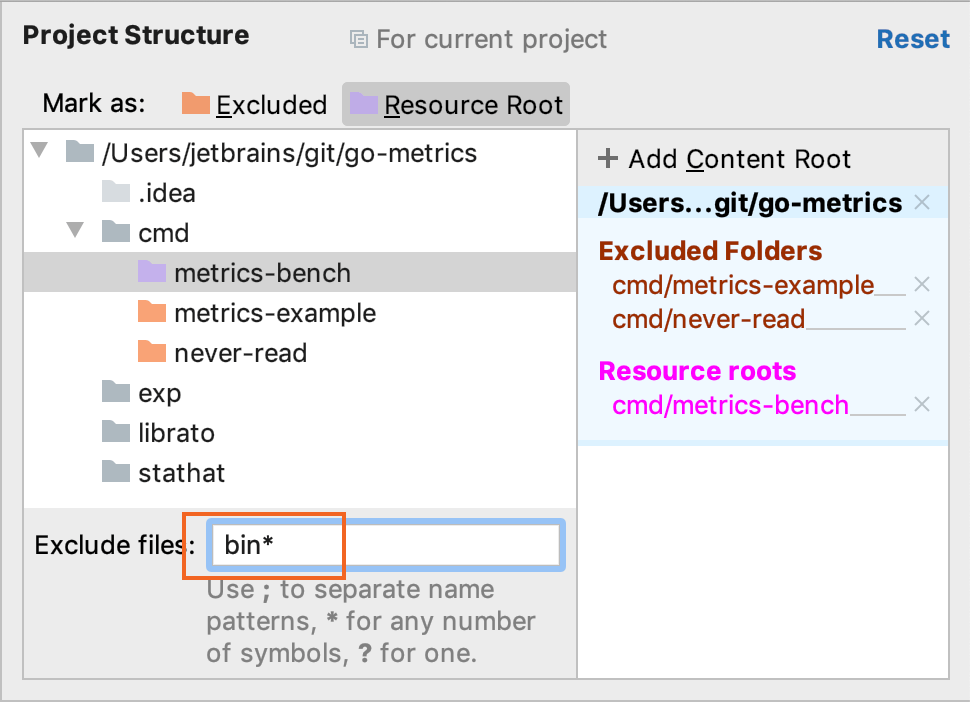 Project Structure
For current project
Reset
Mark as:
Excluded
Resource Root
/Users/jetbrains/git/go-metrics
.idea
cmd
metrics-bench
metrics-example
never-read
exp
librato
stathat
Exclude files:
bin*
Use ; to separate name
patterns, * for any number
of symbols, ? for one.
Add Content Root
/Users...git/go-metrics
Excluded Folders
cmd/metrics-example
cmd/never-read
Resource roots
cmd/metrics-bench